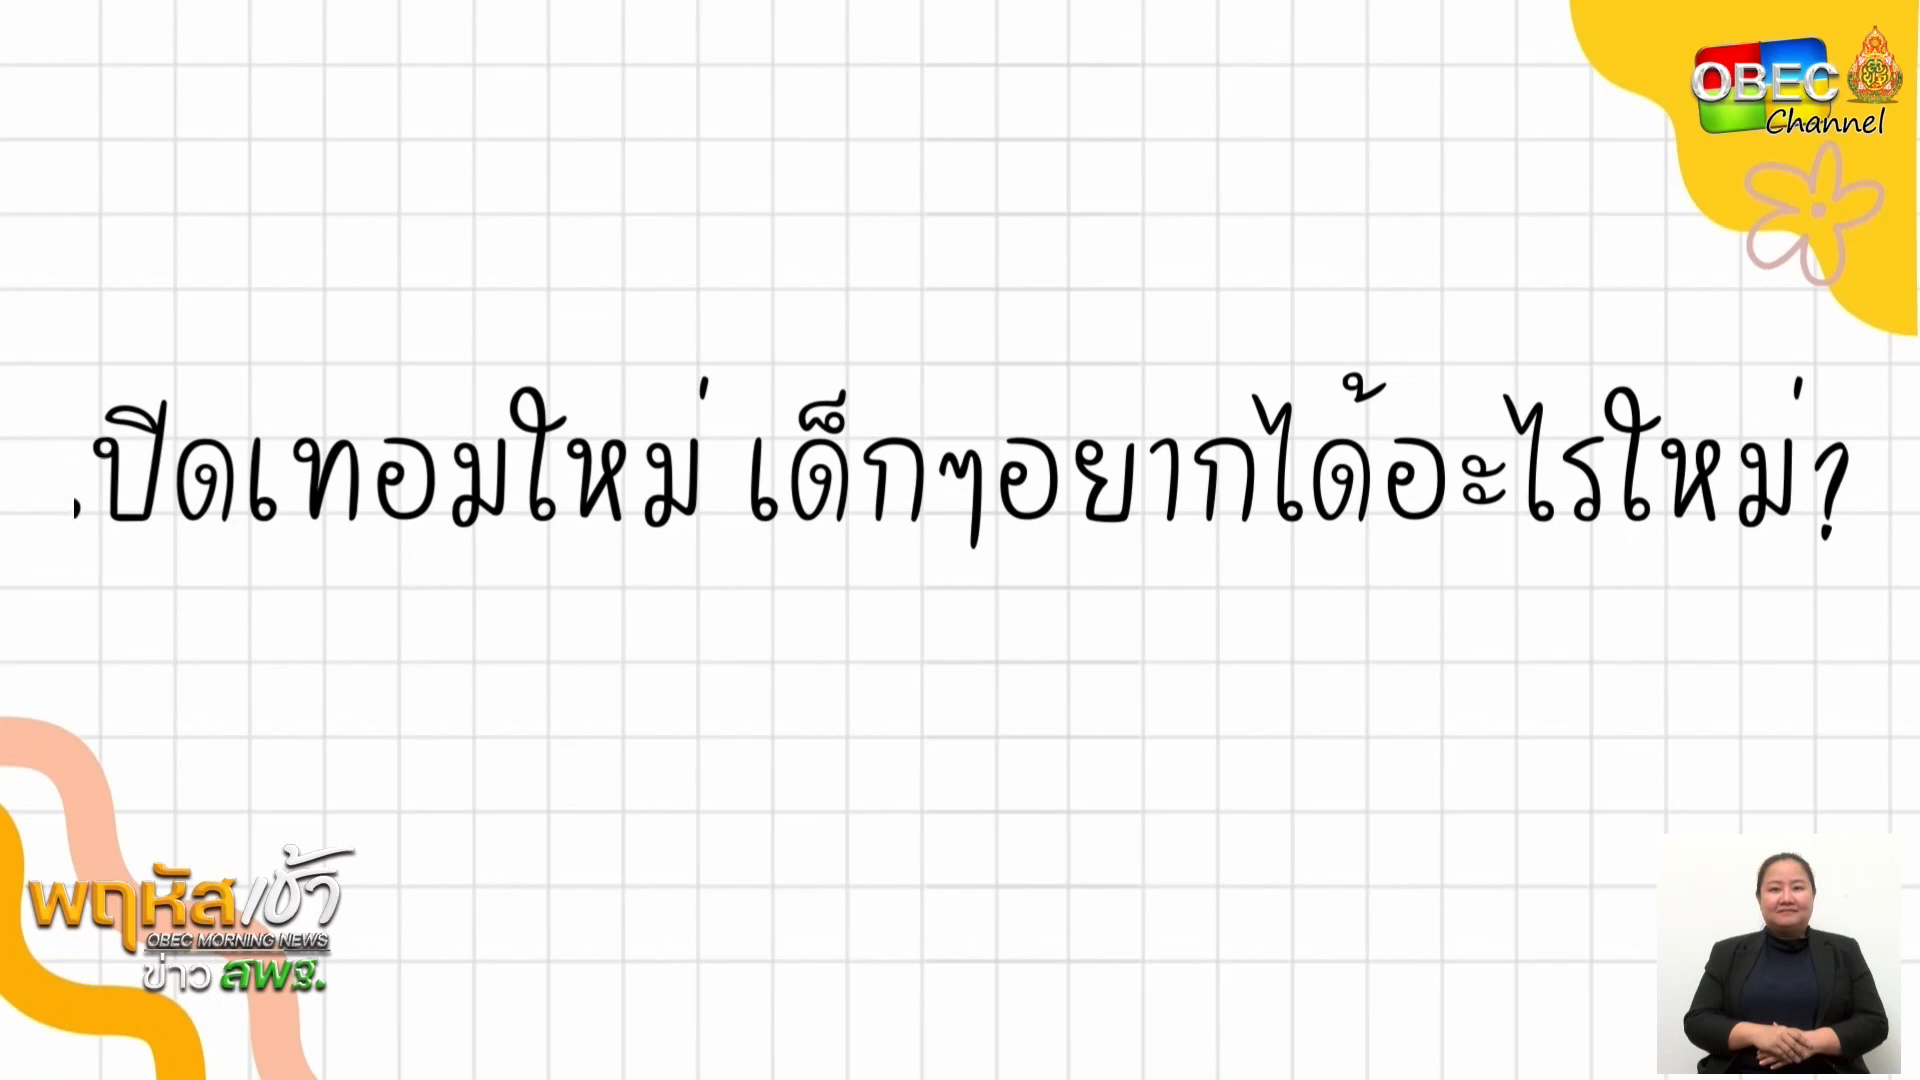 OBEC
Channel
.ปิดเทอมใหม่ เด็กๆอยากได้อะไรใหม่?
พฤหัสเช้า
OBEC MORNING NEWS
ข่าว สพฐ.